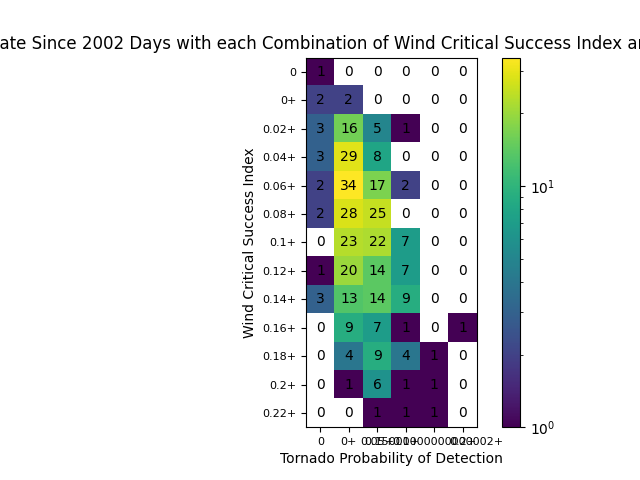 ate Since 2002 Days with each Combination of Wind Critical Success Index a
0 1 0 0 0 0 0
0+ 2 2 0 0 0 0
0.02+ 3 16 5 1 0 0
0.04+ 3 29 8 0 0 0
0.06+ 2 34 17 2 0 0
0.08+ 2 28 25 0 0 0
0.1+ 0 23 22 7 0 0
0.12+ 1 20 14 7 0 0
0.14+ 3 13 14 9 0 0
0.16+ 0 9 7 1 0 1
0.18+ 0 4 9 4 1 0
0.2+ 0 1 6 1 1 0
0.22+ 0 0 1 1 1 0
0 0+
Tornado Probability of Detection
Wind Critical Success Index
10¹
10⁰